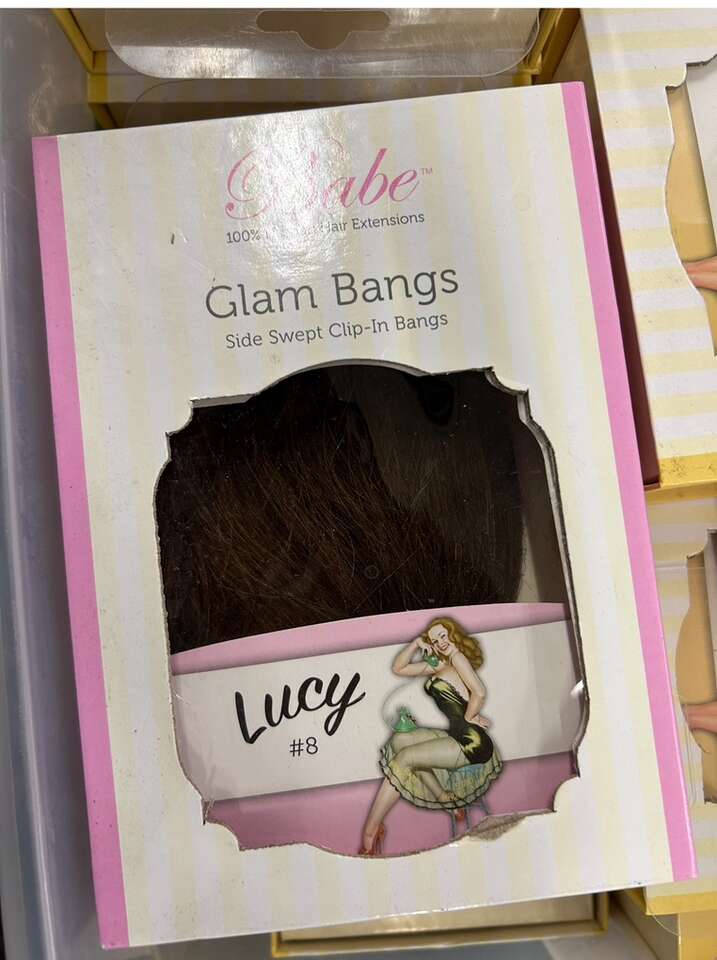 Babe™
100% Hair Extensions
Glam Bangs
Side Swept Clip-In Bangs
Lucy
#8